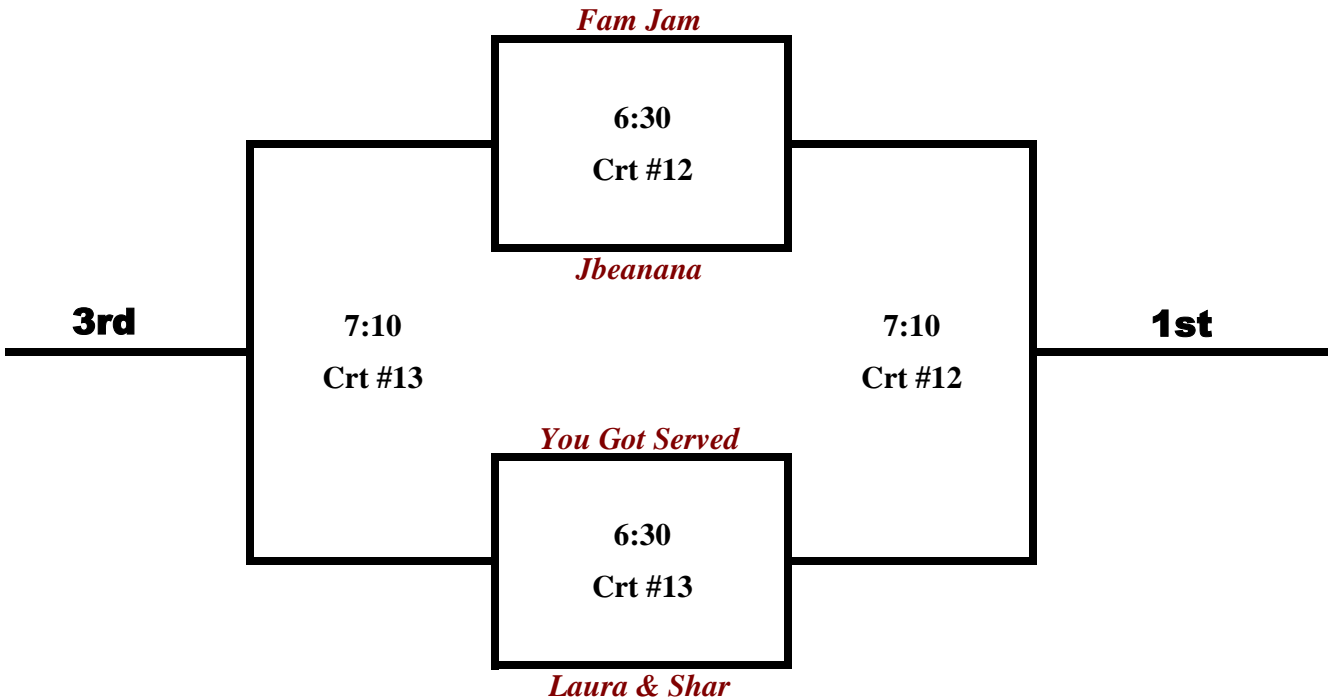 Fam Jam
6:30
Crt #12
Jbeanana
3rd
7:10
Crt #13
7:10
Crt #12
1st
You Got Served
6:30
Crt #13
Laura & Shar